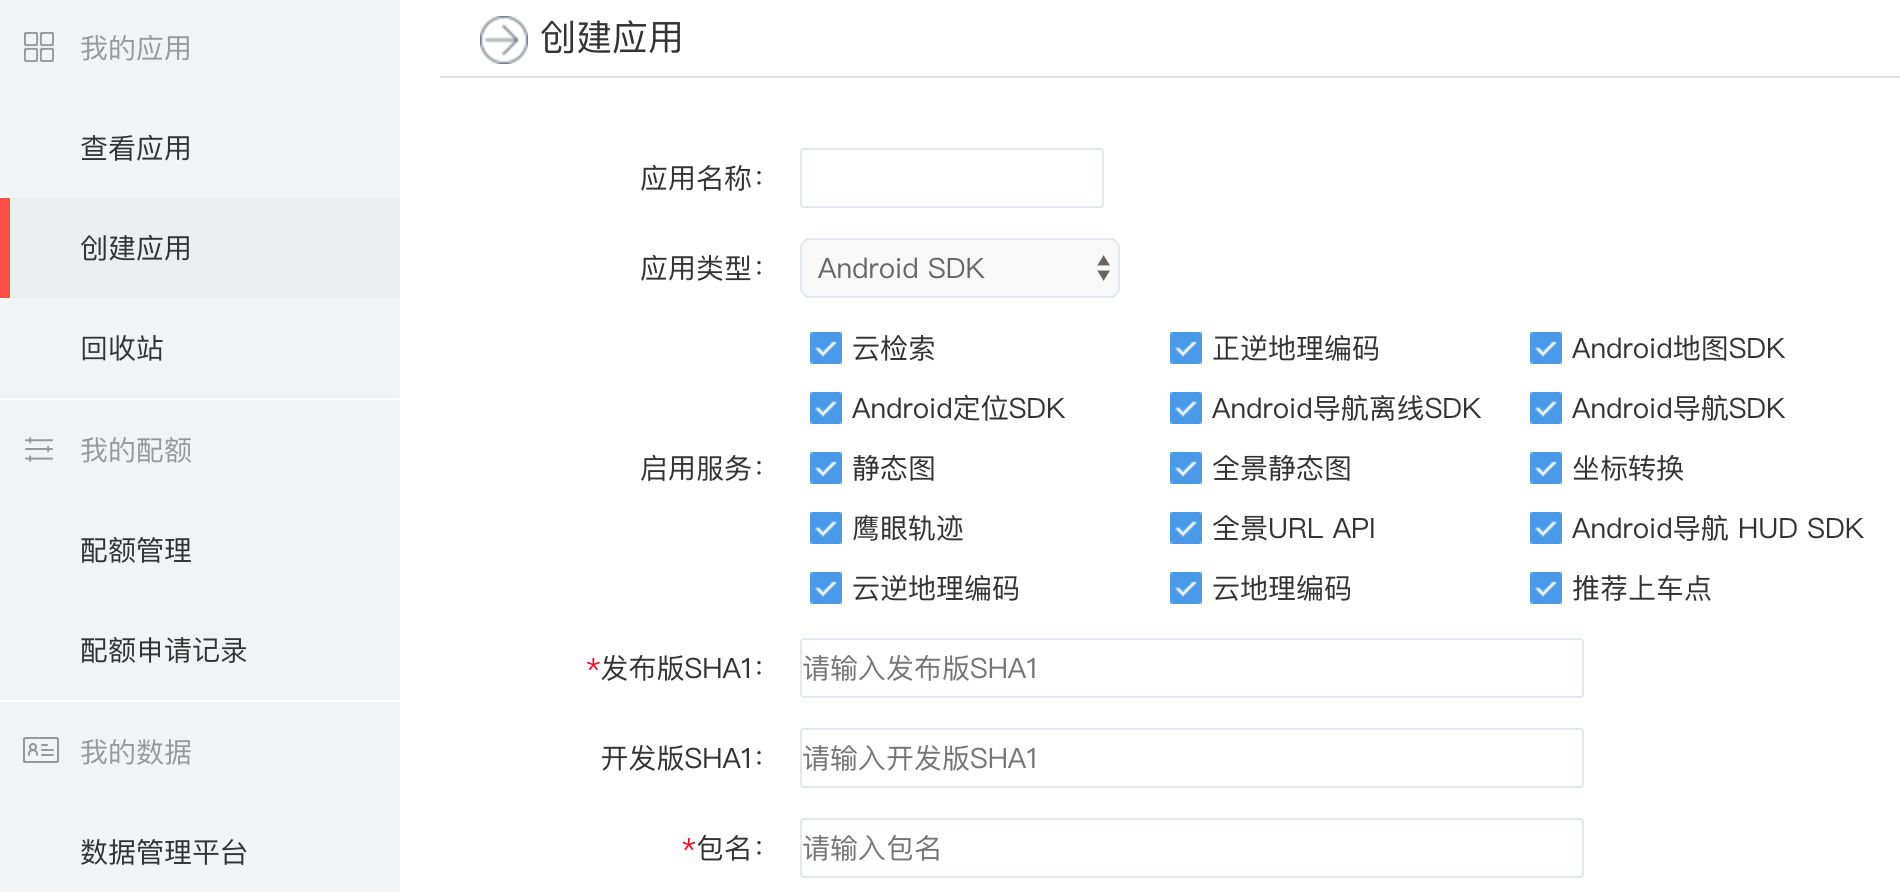 我的应用
查看应用
创建应用
回收站
我的配额
配额管理
配额申请记录
我的数据
数据管理平台
创建应用
应用名称：
应用类型： Android SDK
启用服务：
云检索 正逆地理编码 Android地图SDK
Android定位SDK Android导航离线SDK Android导航SDK
静态图 全景静态图 坐标转换
鹰眼轨迹 全景URL API Android导航 HUD SDK
云逆地理编码 云地理编码 推荐上车点
*发布版SHA1： 请输入发布版SHA1
开发版SHA1： 请输入开发版SHA1
*包名： 请输入包名